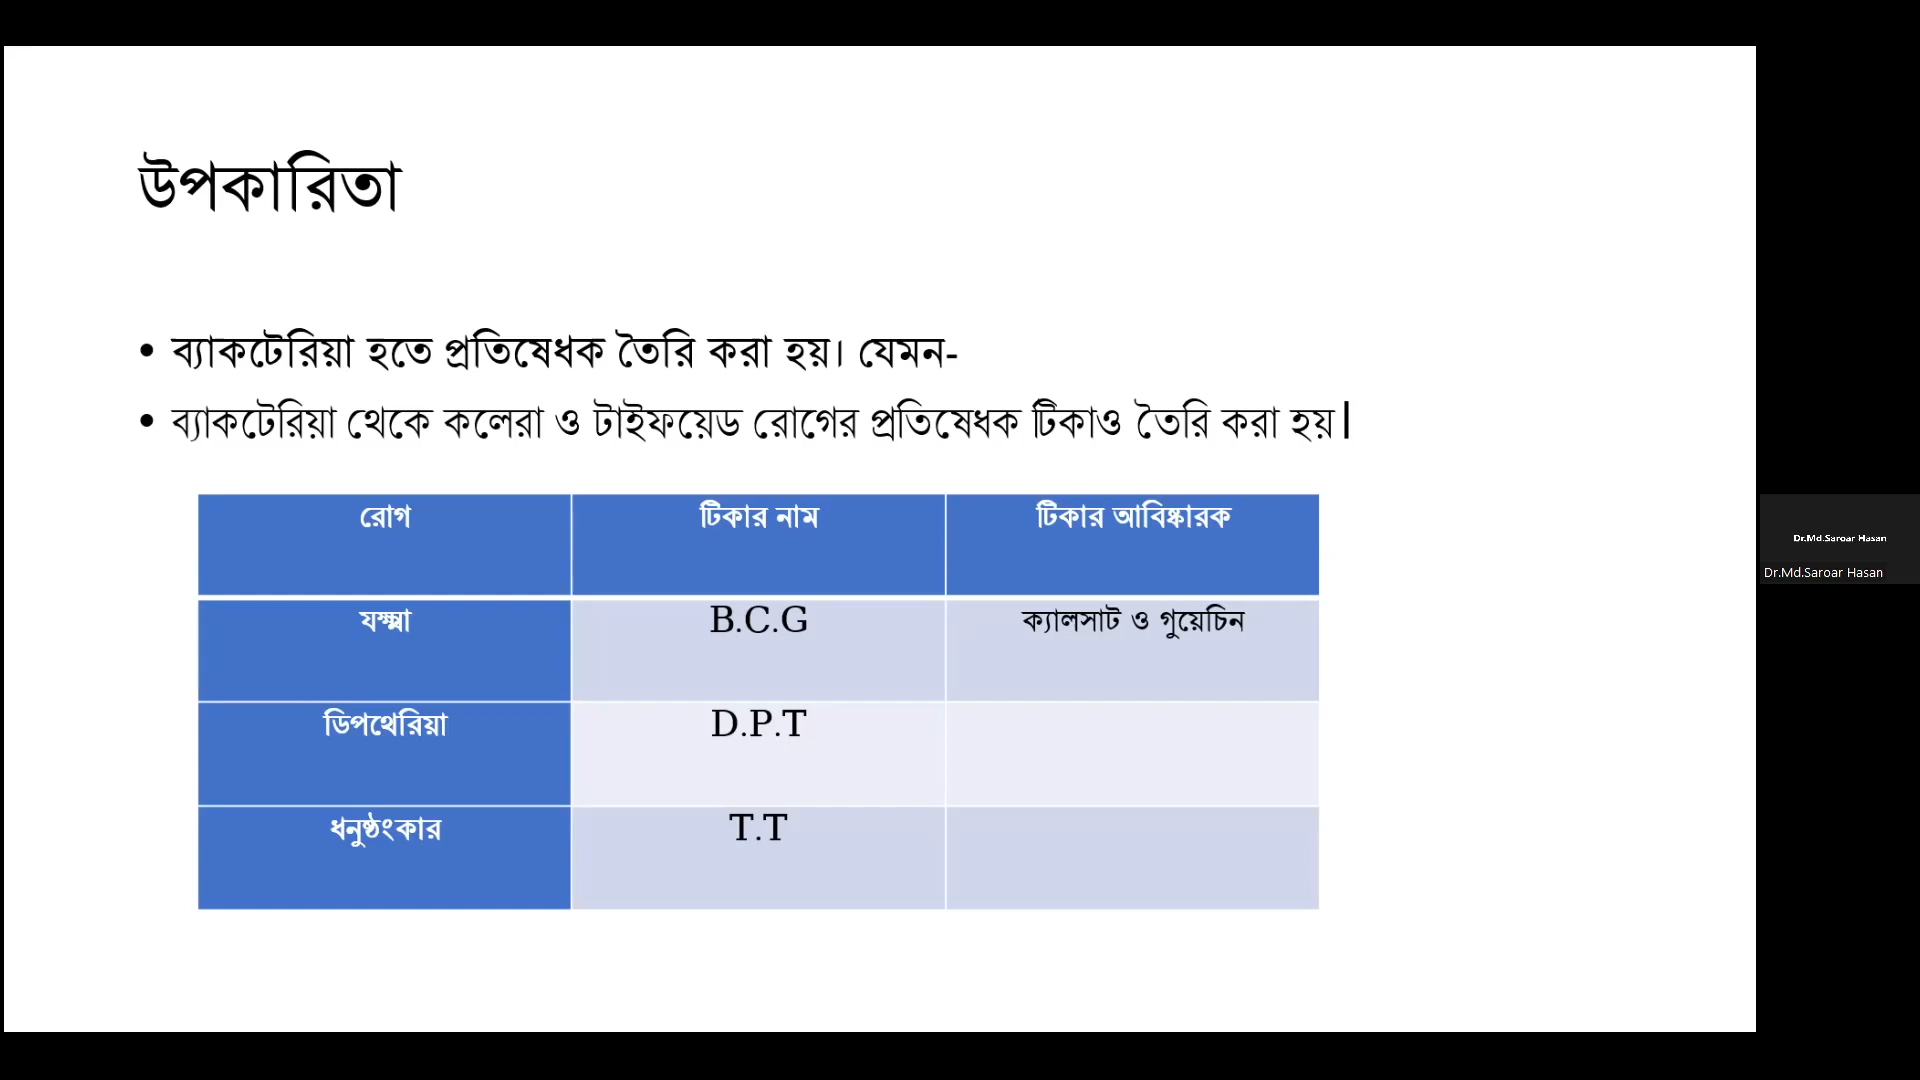 উপকারিতা
• ব্যাকটেরিয়া হতে প্রতিষেধক তৈরি করা হয়। যেমন-
• ব্যাকটেরিয়া থেকে কলেরা ও টাইফয়েড রোগের প্রতিষেধক টিকাও তৈরি করা হয়|
রোগ টিকার নাম টিকার আবিষ্কারক
যক্ষ্মা B.C.G ক্যালসাট ও গুয়েচিন
ডিপথেরিয়া D.P.T
ধনুষ্ঠংকার T.T
Dr.Md.Saroar Hasan
Dr.Md.Saroar Hasan